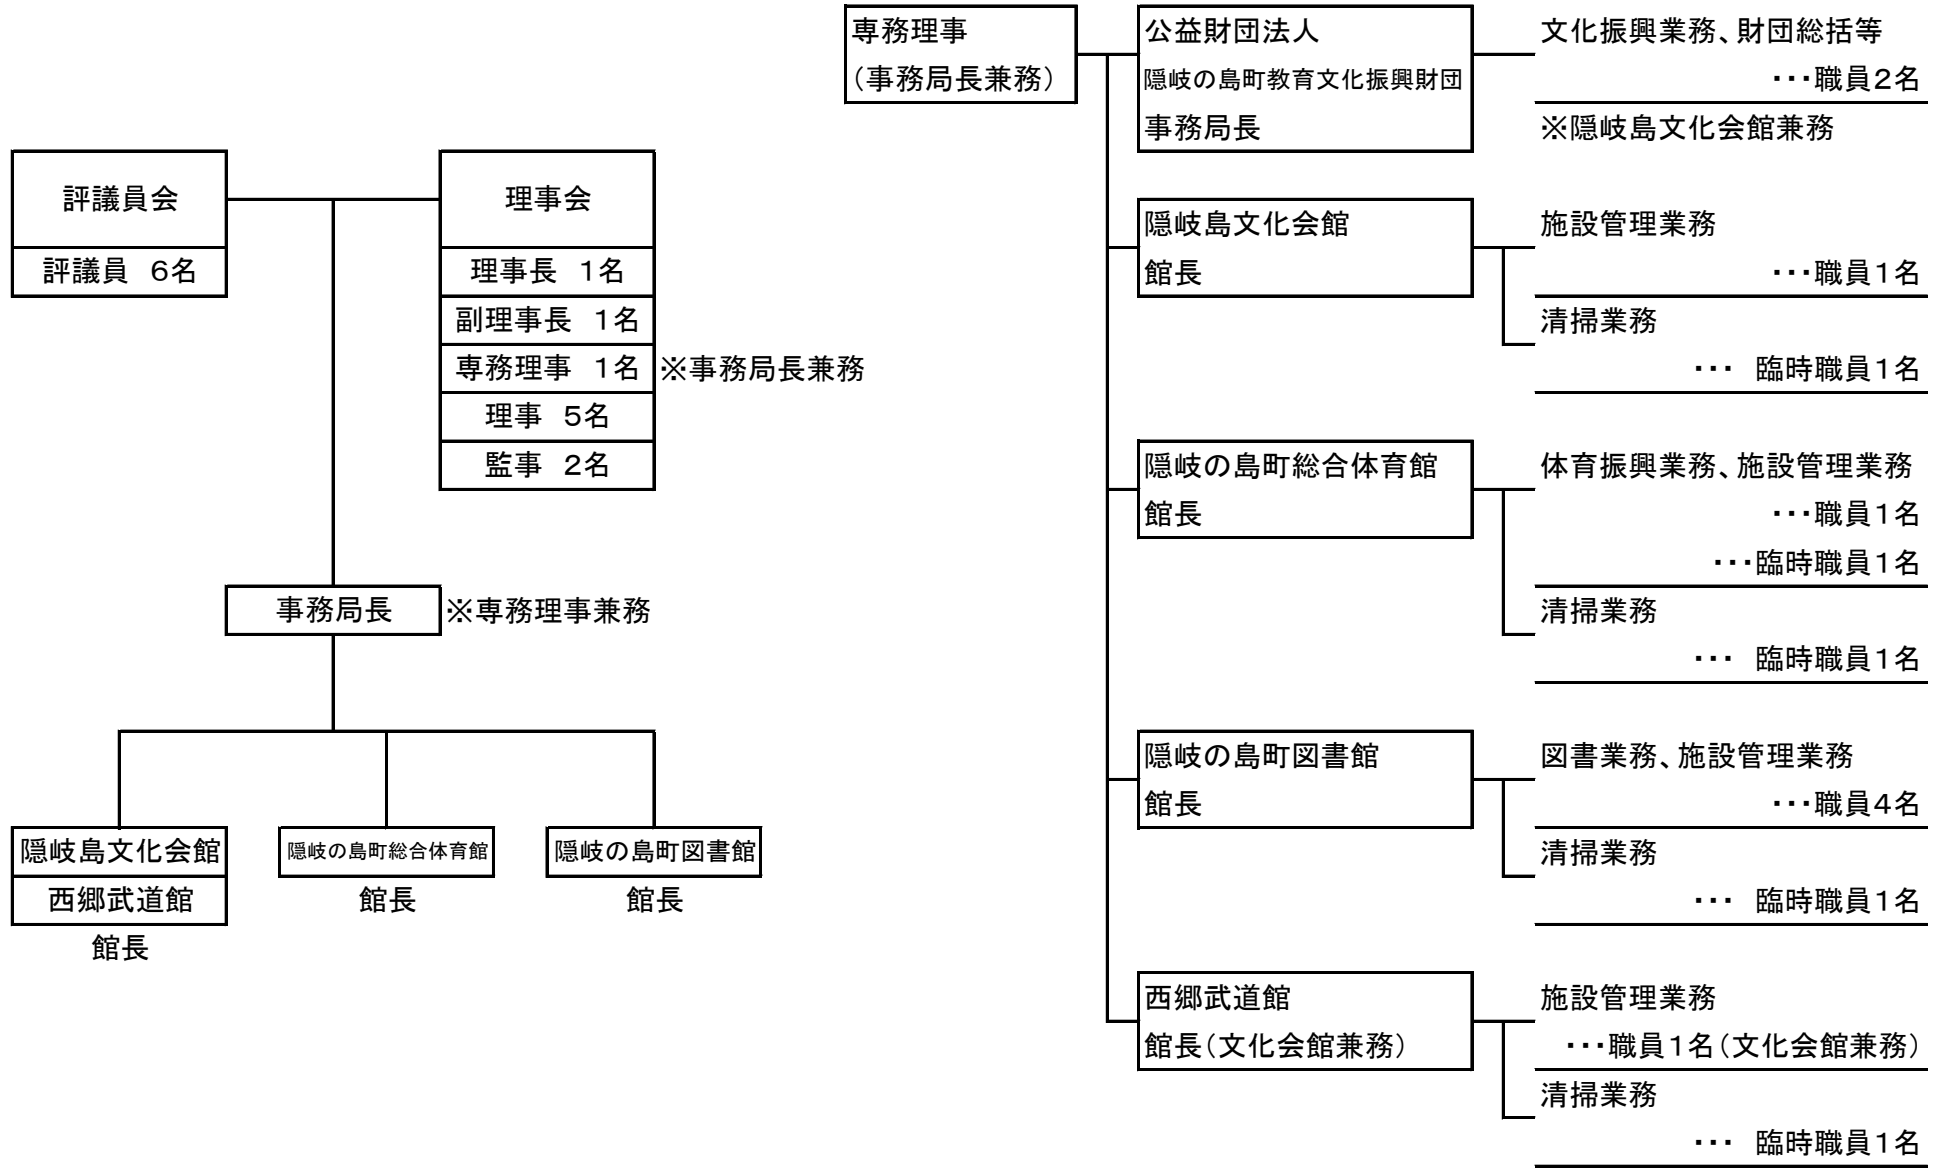 評議員会
評議員　6名
理事会
理事長　1名
副理事長　1名
専務理事　1名
※事務局長兼務
理事　5名
監事　2名
事務局長
※専務理事兼務
隠岐島文化会館
西郷武道館
館長
隠岐の島町総合体育館
館長
隠岐の島町図書館
館長
専務理事
（事務局長兼務）
公益財団法人
隠岐の島町教育文化振興財団
事務局長
文化振興業務、財団総括等
・・・職員2名
※隠岐島文化会館兼務
隠岐島文化会館
館長
施設管理業務
・・・職員1名
清掃業務
・・・　臨時職員1名
隠岐の島町総合体育館
館長
体育振興業務、施設管理業務
・・・職員1名
・・・臨時職員1名
清掃業務
・・・　臨時職員1名
隠岐の島町図書館
館長
図書業務、施設管理業務
・・・職員4名
清掃業務
・・・　臨時職員1名
西郷武道館
館長（文化会館兼務）
施設管理業務
・・・職員1名（文化会館兼務）
清掃業務
・・・　臨時職員1名